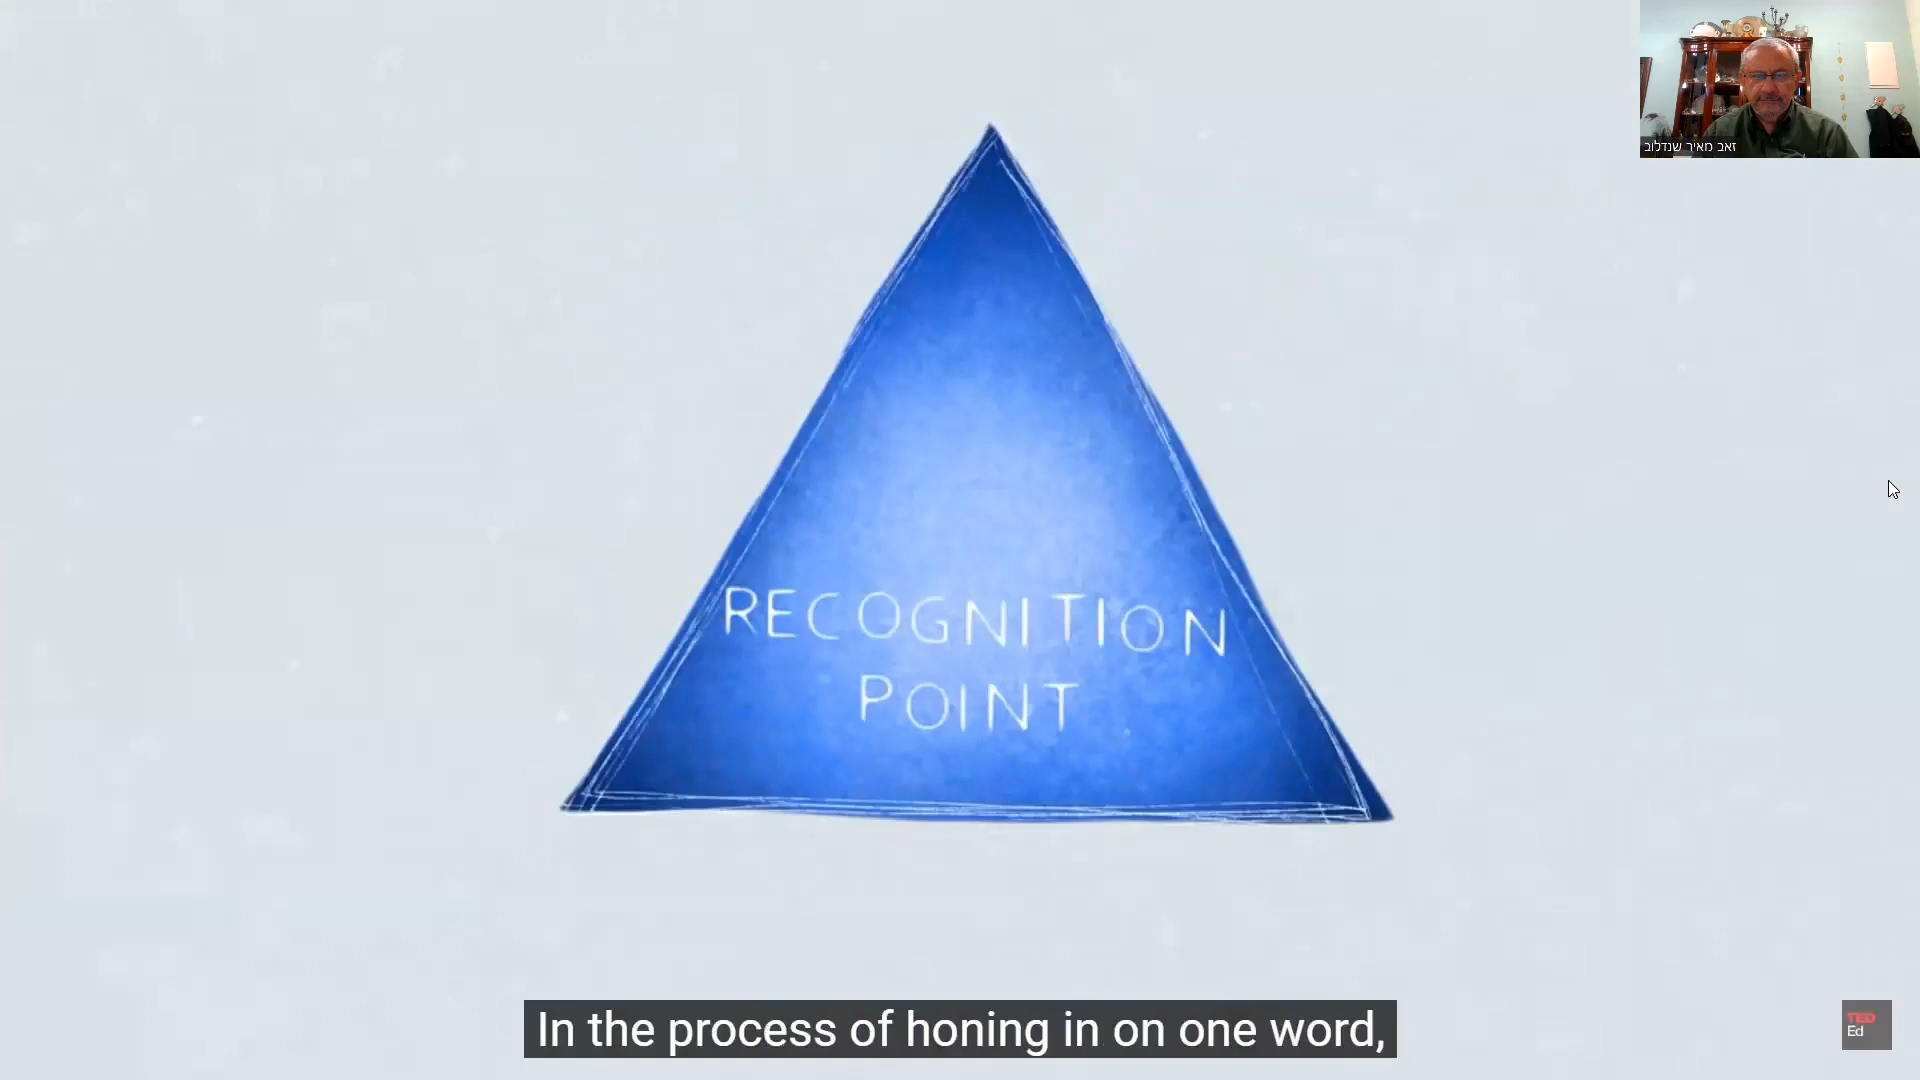 זאב מאיר שנדלוב
RECOGNITION
POINT
In the process of honing in on one word,
TED
Ed